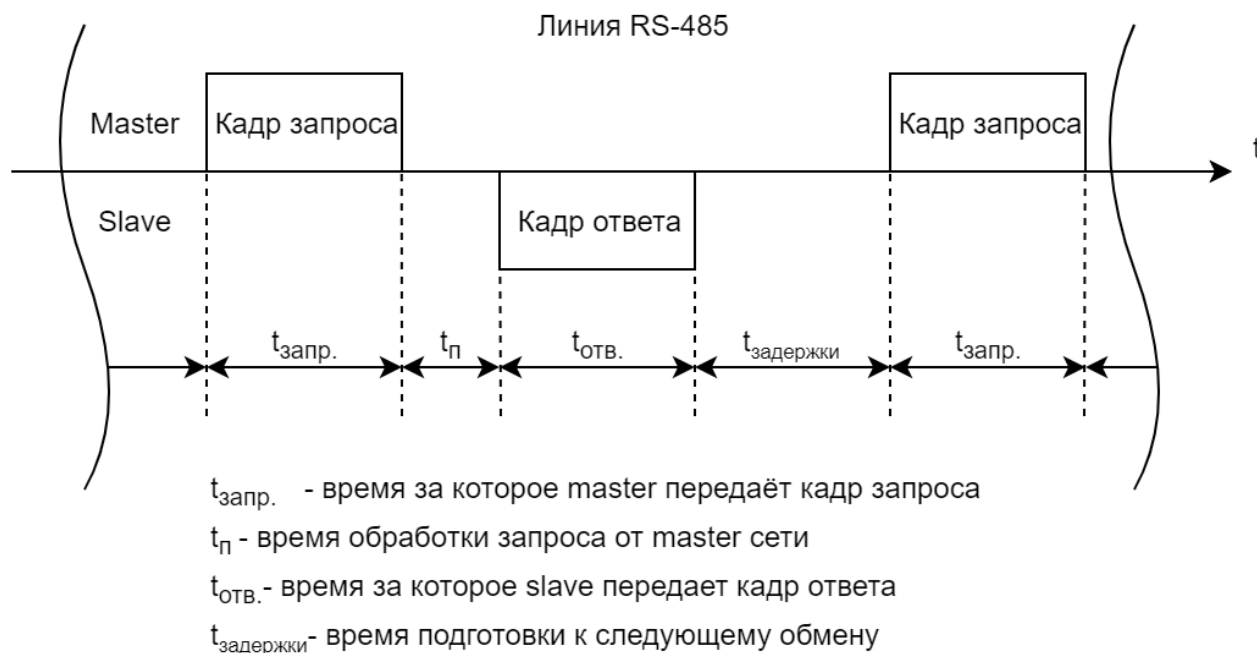 Линия RS-485
Master
Кадр запроса
Кадр запроса
t
Slave
Кадр ответа
tзапр.
tп
tотв.
tзадержки
tзапр.
tзапр. - время за которое master передаёт кадр запроса
tп - время обработки запроса от master сети
tотв.- время за которое slave передает кадр ответа
tзадержки- время подготовки к следующему обмену